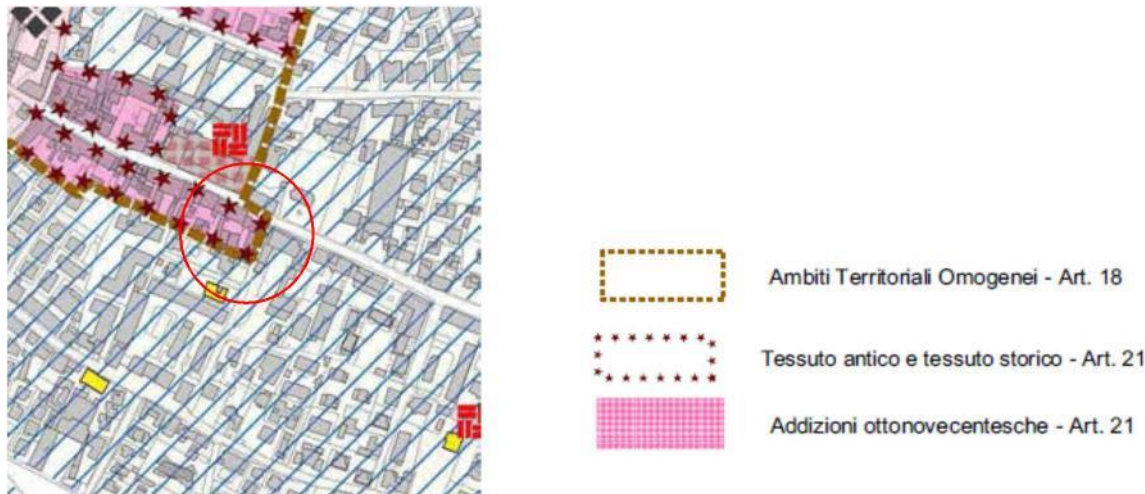 Ambiti Territoriali Omogenei - Art. 18
Tessuto antico e tessuto storico - Art. 21
Addizioni ottonovecentesche - Art. 21